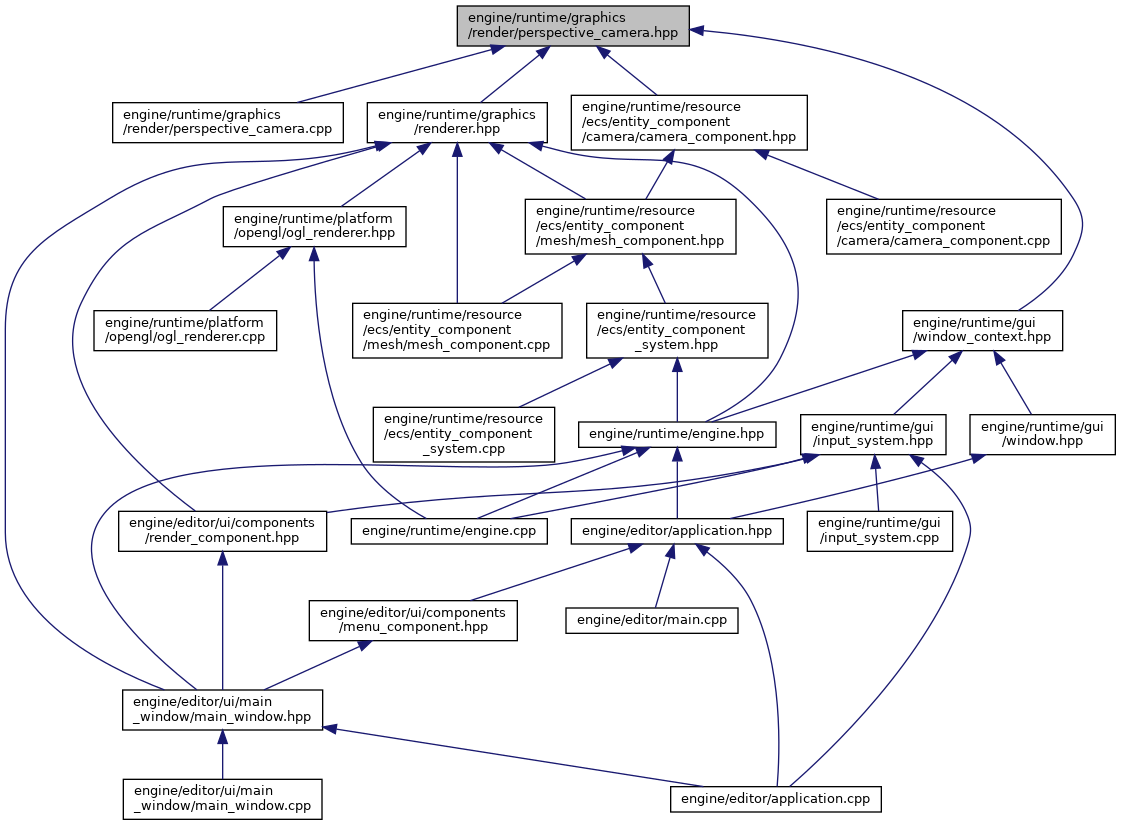 engine/runtime/graphics
/render/perspective_camera.hpp
engine/runtime/graphics
/render/perspective_camera.cpp
engine/runtime/graphics
/renderer.hpp
engine/runtime/resource
/ecs/entity_component
/camera/camera_component.hpp
engine/runtime/platform
/opengl/ogl_renderer.hpp
engine/runtime/resource
/ecs/entity_component
/mesh/mesh_component.hpp
engine/runtime/resource
/ecs/entity_component
/camera/camera_component.cpp
engine/runtime/platform
/opengl/ogl_renderer.cpp
engine/runtime/resource
/ecs/entity_component
/mesh/mesh_component.cpp
engine/runtime/resource
/ecs/entity_component
_system.hpp
engine/runtime/gui
/window_context.hpp
engine/runtime/resource
/ecs/entity_component
_system.cpp
engine/runtime/engine.hpp
engine/runtime/gui
/input_system.hpp
engine/runtime/gui
/window.hpp
engine/editor/ui/components
/render_component.hpp
engine/runtime/engine.cpp
engine/editor/application.hpp
engine/runtime/gui
/input_system.cpp
engine/editor/ui/components
/menu_component.hpp
engine/editor/main.cpp
engine/editor/ui/main
_window/main_window.hpp
engine/editor/ui/main
_window/main_window.cpp
engine/editor/application.cpp